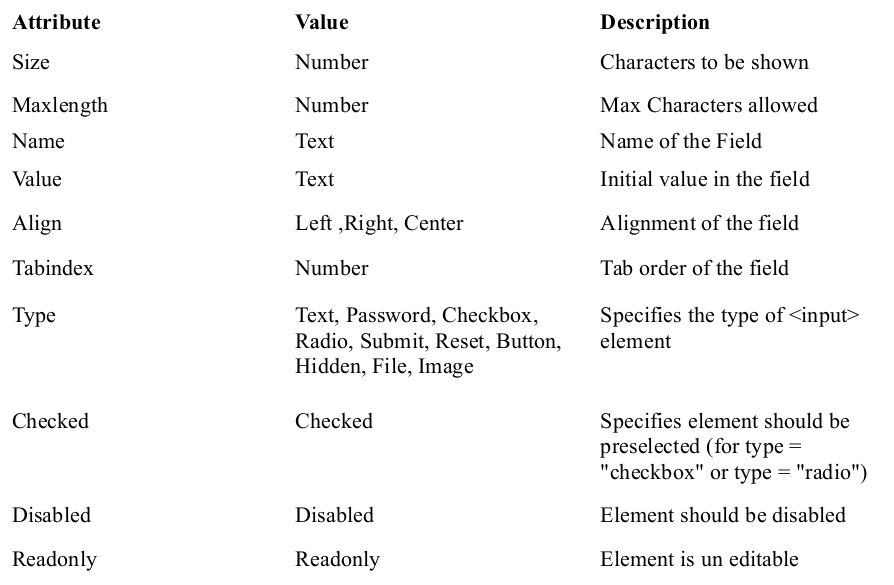 Attribute Value Description
Size Number Characters to be shown
Maxlength Number Max Characters allowed
Name Text Name of the Field
Value Text Initial value in the field
Align Left ,Right, Center Alignment of the field
Tabindex Number Tab order of the field
Type Text, Password, Checkbox, Specifies the type of <input>
Radio, Submit, Reset, Button, element
Hidden, File, Image
Checked Checked Specifies element should be
preselected (for type =
"checkbox" or type = "radio")
Disabled Disabled Element should be disabled
Readonly Readonly Element is un editable